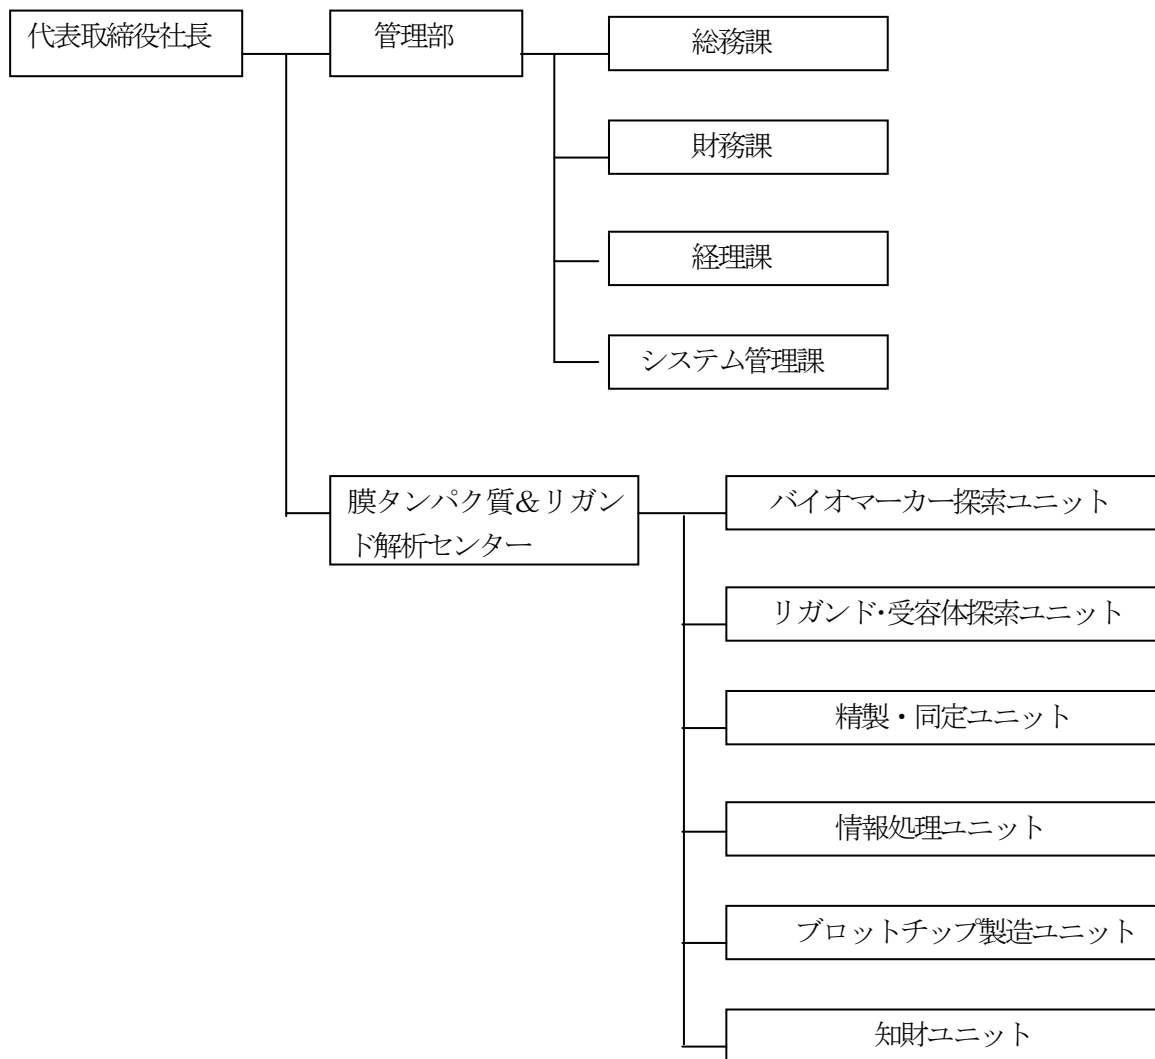 代表取締役社長
管理部
総務課
財務課
経理課
システム管理課
膜タンパク質＆リガン
ド解析センター
バイオマーカー探索ユニット
リガンド・受容体探索ユニット
精製・同定ユニット
情報処理ユニット
ブロットチップ製造ユニット
知財ユニット